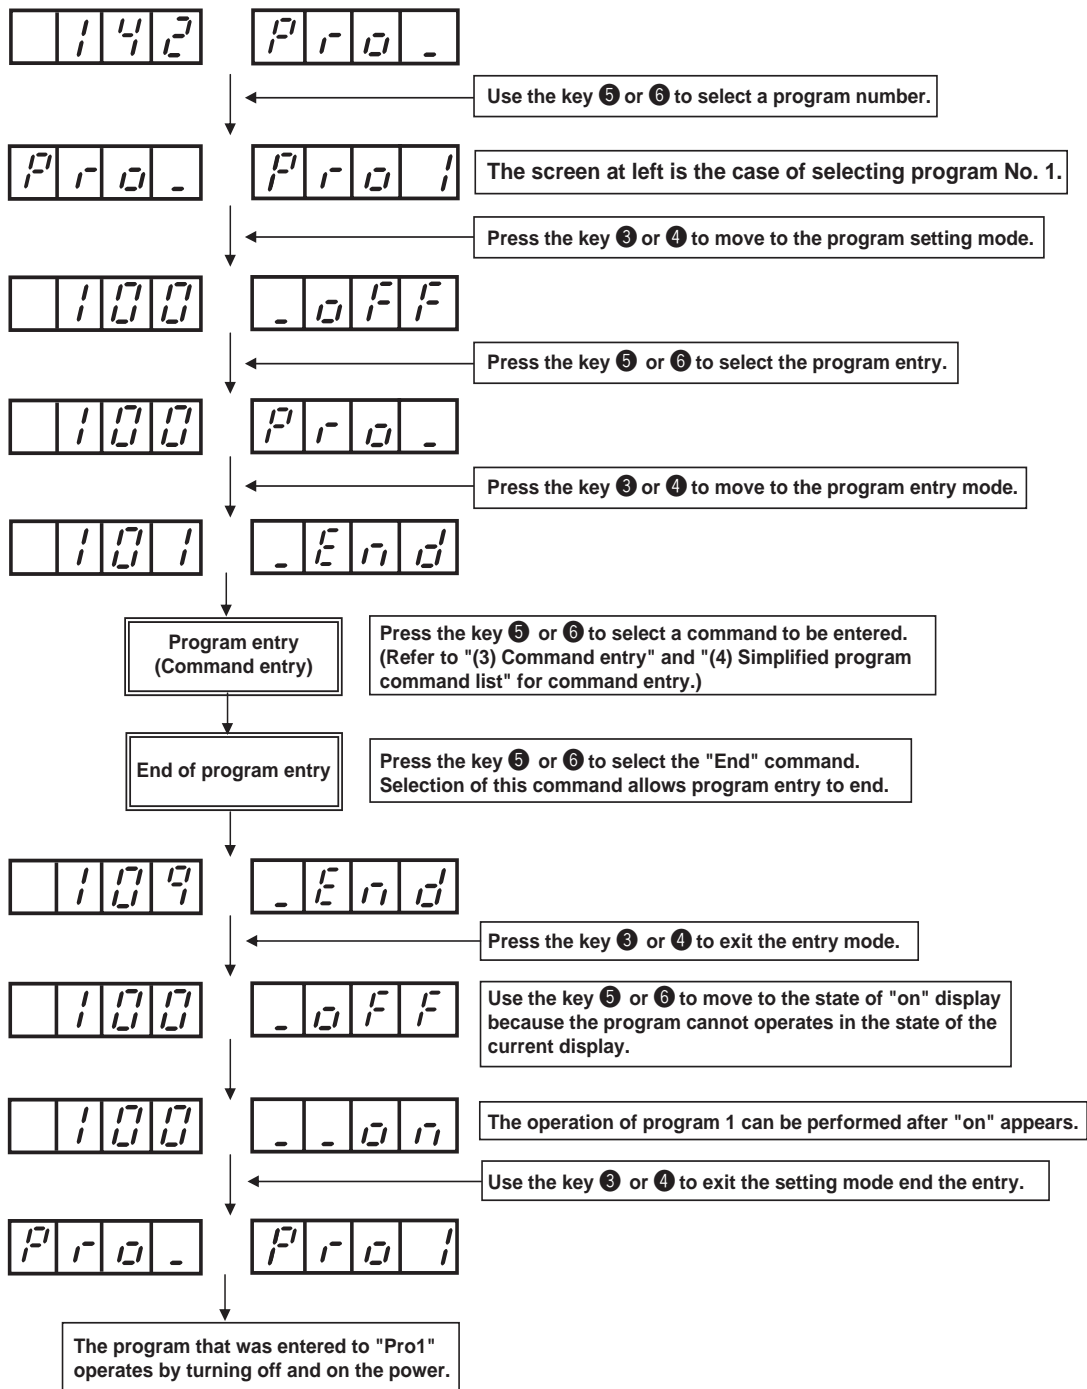 142 Pro_
Use the key ❺ or ❻ to select a program number.
Pro_ Pro1
The screen at left is the case of selecting program No. 1.
Press the key ❸ or ❹ to move to the program setting mode.
100 _oFF
Press the key ❺ or ❻ to select the program entry.
100 Pro_
Press the key ❸ or ❹ to move to the program entry mode.
101 _End
Program entry
(Command entry)
Press the key ❺ or ❻ to select a command to be entered.
(Refer to "(3) Command entry" and "(4) Simplified program
command list" for command entry.)
End of program entry
Press the key ❺ or ❻ to select the "End" command.
Selection of this command allows program entry to end.
109 _End
Press the key ❸ or ❹ to exit the entry mode.
100 _oFF
Use the key ❺ or ❻ to move to the state of "on" display
because the program cannot operates in the state of the
current display.
100 _ _on
The operation of program 1 can be performed after "on" appears.
Use the key ❸ or ❹ to exit the setting mode end the entry.
Pro_ Pro1
The program that was entered to "Pro1"
operates by turning off and on the power.